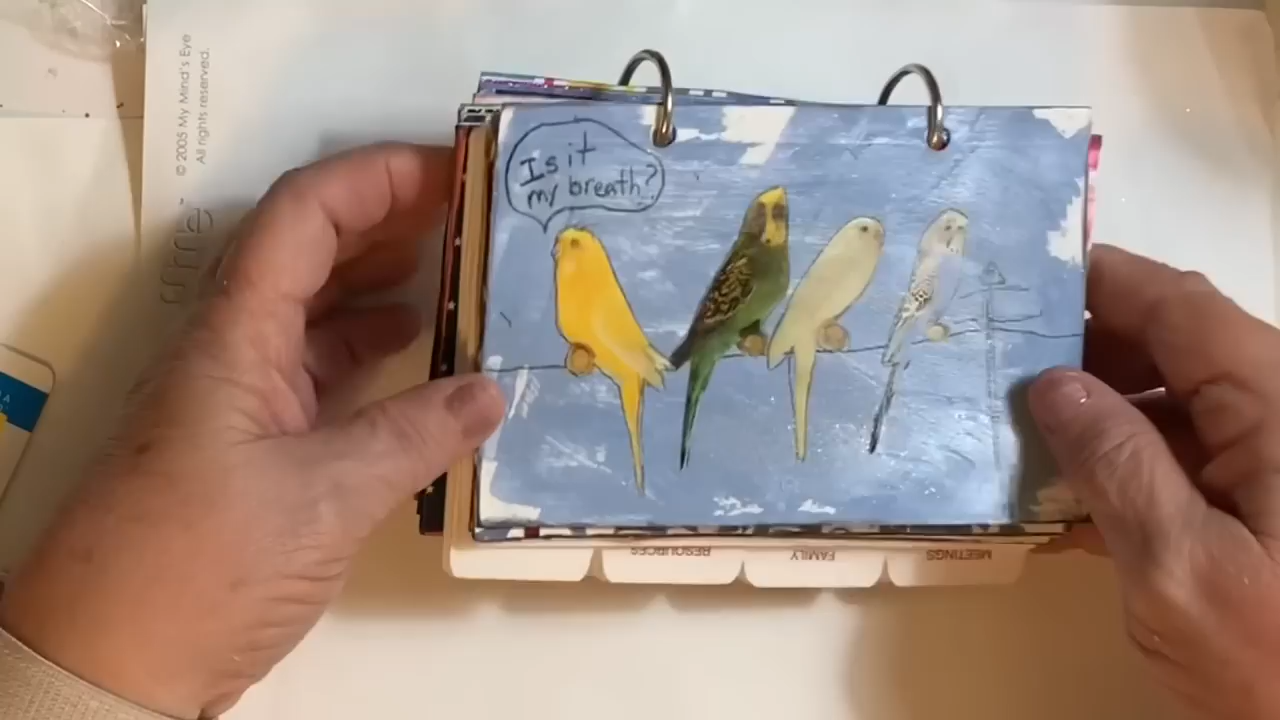 © 2005 My Mind's Eye
All rights reserved.
Is it
my breath?
RESOURCES
FAMILY
MEETINGS